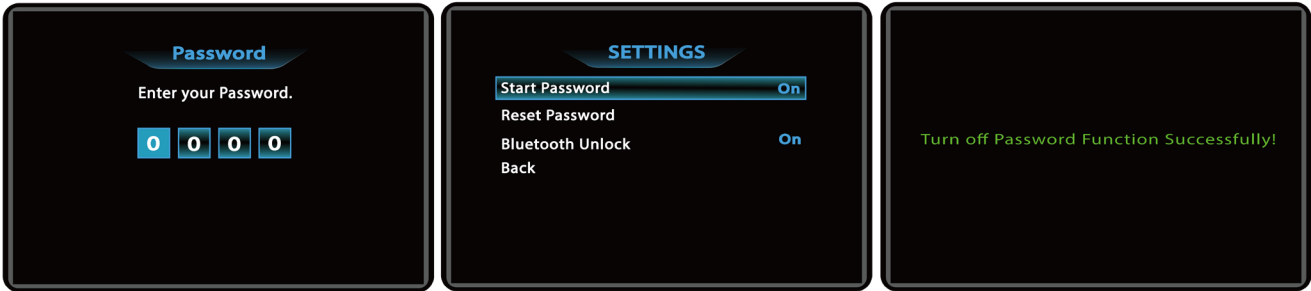 Password
Enter your Password.
0 0 0 0
SETTINGS
Start Password On
Reset Password
Bluetooth Unlock On
Back
Turn off Password Function Successfully!